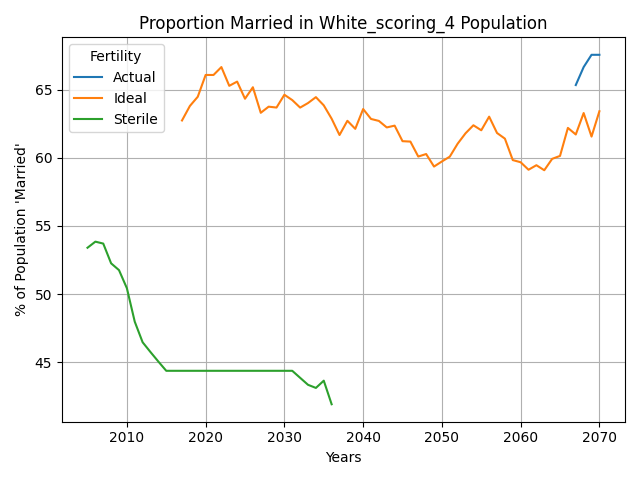 Proportion Married in White_scoring_4 Population
Fertility
Actual
Ideal
Sterile
% of Population 'Married'
65
60
55
50
45
2010 2020 2030 2040 2050 2060 2070
Years